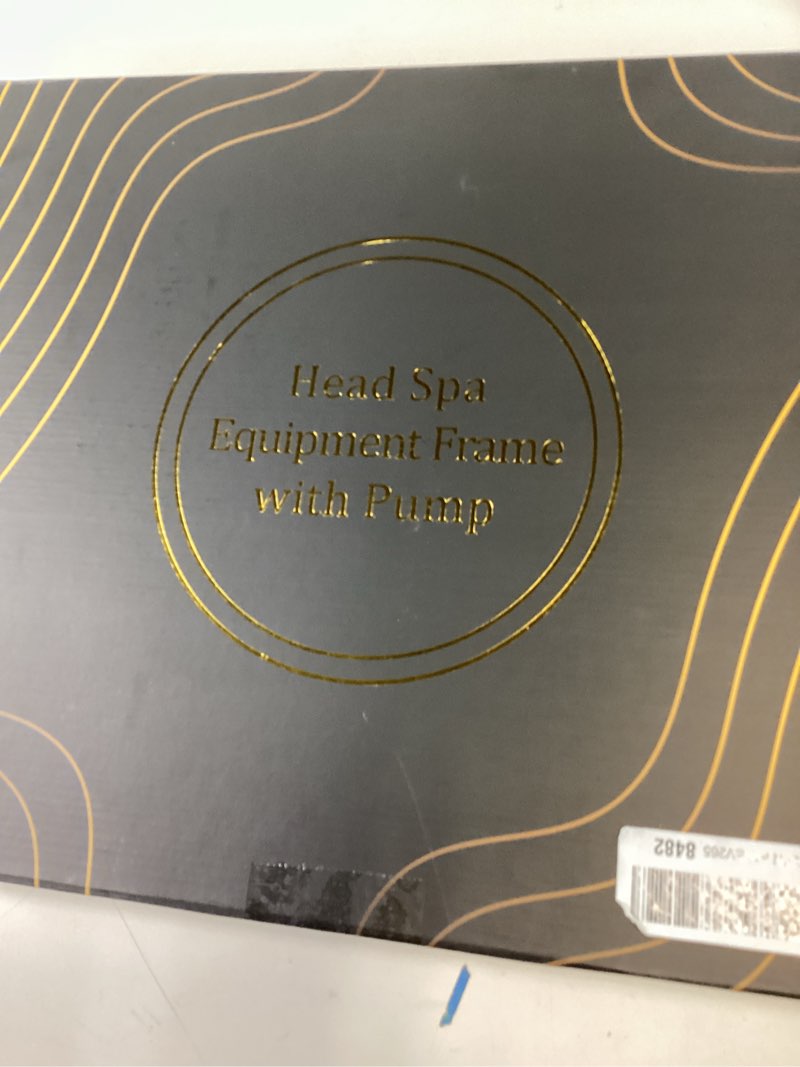 Head Spa
Equipment Frame
with Pump
8482